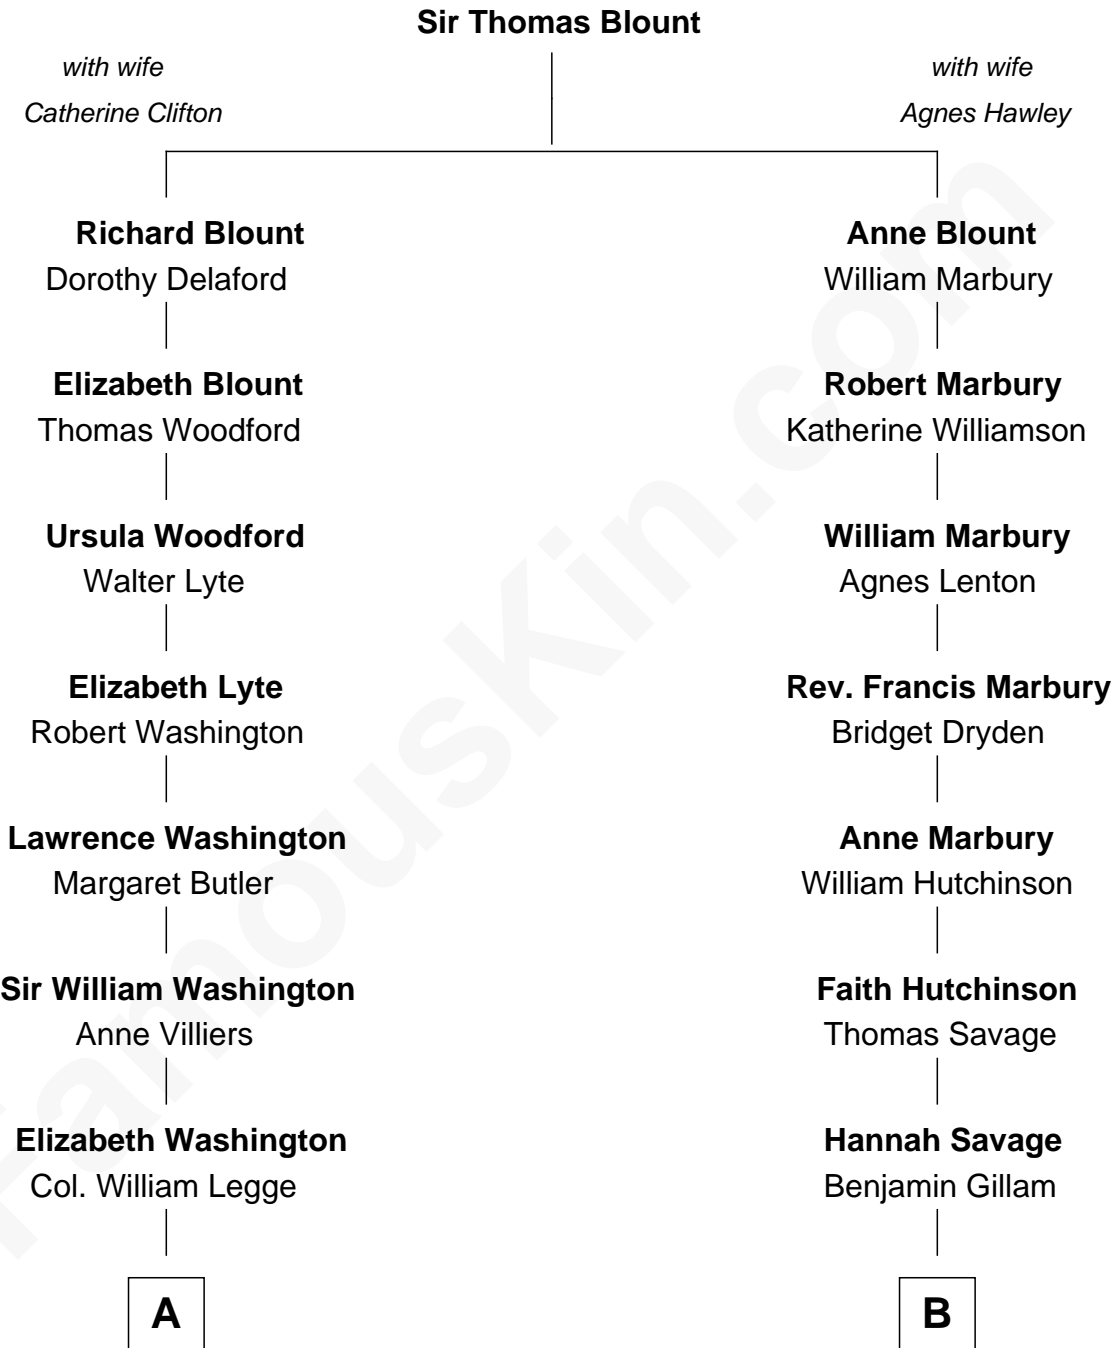 Sir Thomas Blount
with wife
Catherine Clifton
with wife
Agnes Hawley
Richard Blount
Dorothy Delaford
Anne Blount
William Marbury
Elizabeth Blount
Thomas Woodford
Robert Marbury
Katherine Williamson
Ursula Woodford
Walter Lyte
William Marbury
Agnes Lenton
Elizabeth Lyte
Robert Washington
Rev. Francis Marbury
Bridget Dryden
Lawrence Washington
Margaret Butler
Anne Marbury
William Hutchinson
Sir William Washington
Anne Villiers
Faith Hutchinson
Thomas Savage
Elizabeth Washington
Col. William Legge
Hannah Savage
Benjamin Gillam
A
B
FamousKin.com